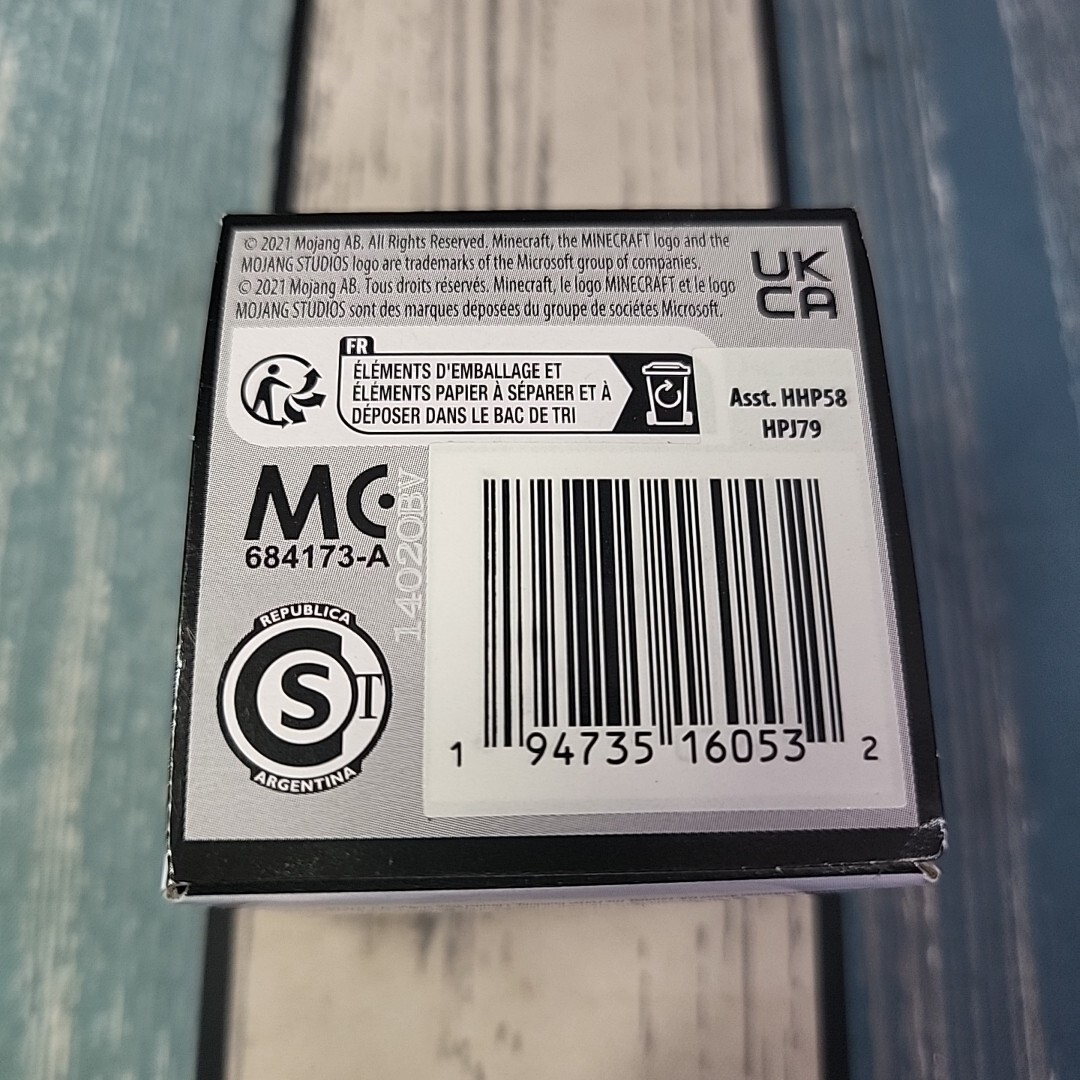 © 2021 Mojang AB. All Rights Reserved. Minecraft, the MINECRAFT logo and the
MOJANG STUDIOS logo are trademarks of the Microsoft group of companies.
© 2021 Mojang AB. Tous droits réservés. Minecraft, le logo MINECRAFT et le logo
MOJANG STUDIOS sont des marques déposées du groupe de sociétés Microsoft.
UK
CA
FR
ÉLÉMENTS D'EMBALLAGE ET
ÉLÉMENTS PAPIER À SÉPARER ET À
DÉPOSER DANS LE BAC DE TRI
Asst. HHP58
HPJ79
MC
684173-A
14020BV
REPUBLICA
S T
ARGENTINA
1 94735 16053 2